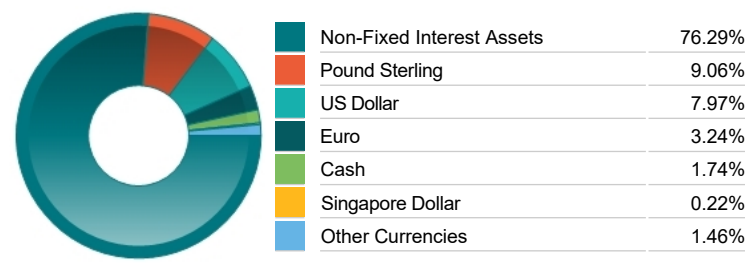 Non-Fixed Interest Assets 76.29%
Pound Sterling 9.06%
US Dollar 7.97%
Euro 3.24%
Cash 1.74%
Singapore Dollar 0.22%
Other Currencies 1.46%